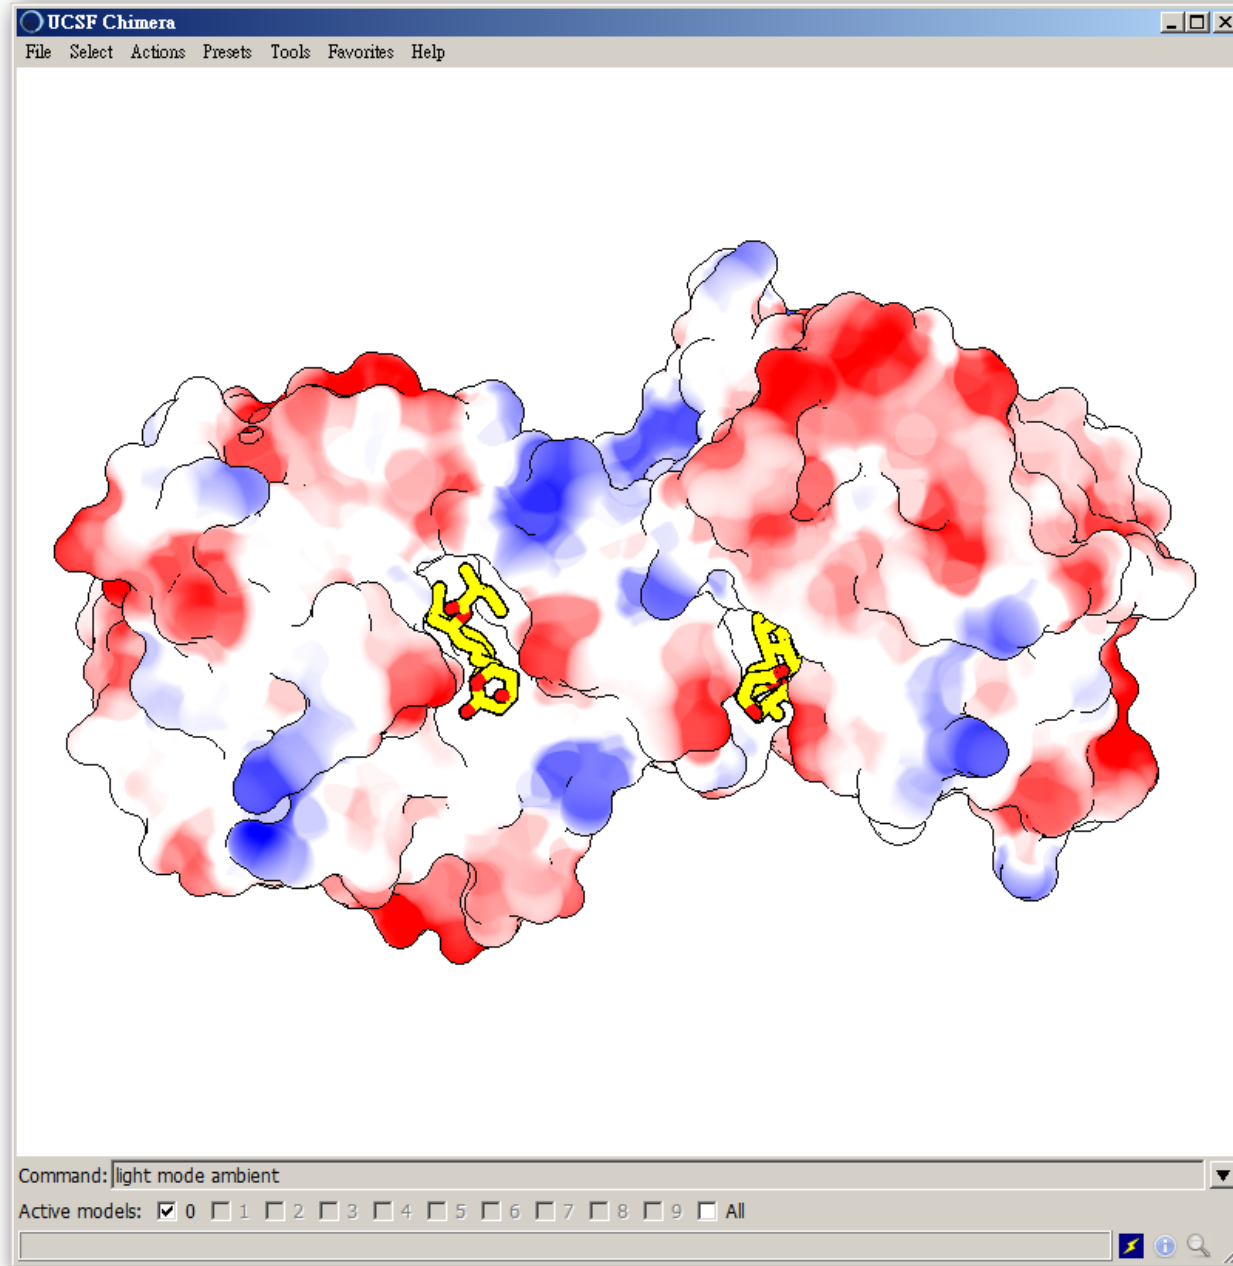 UCSF Chimera
File Select Actions Presets Tools Favorites Help
Command: light mode ambient
Active models: 0 1 2 3 4 5 6 7 8 9 All